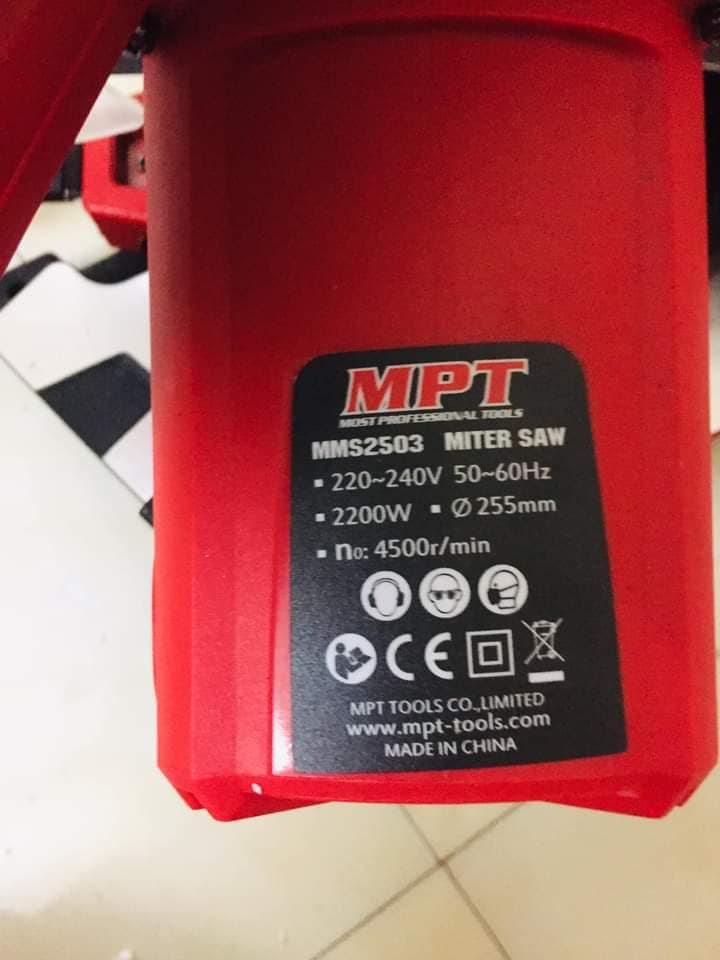 MPT
MOST PROFESSIONAL TOOLS
MMS2503 MITER SAW
▪ 220~240V 50~60Hz
▪ 2200W ▪ Ø 255mm
▪ n₀: 4500r/min
CE
MPT TOOLS CO.,LIMITED
www.mpt-tools.com
MADE IN CHINA